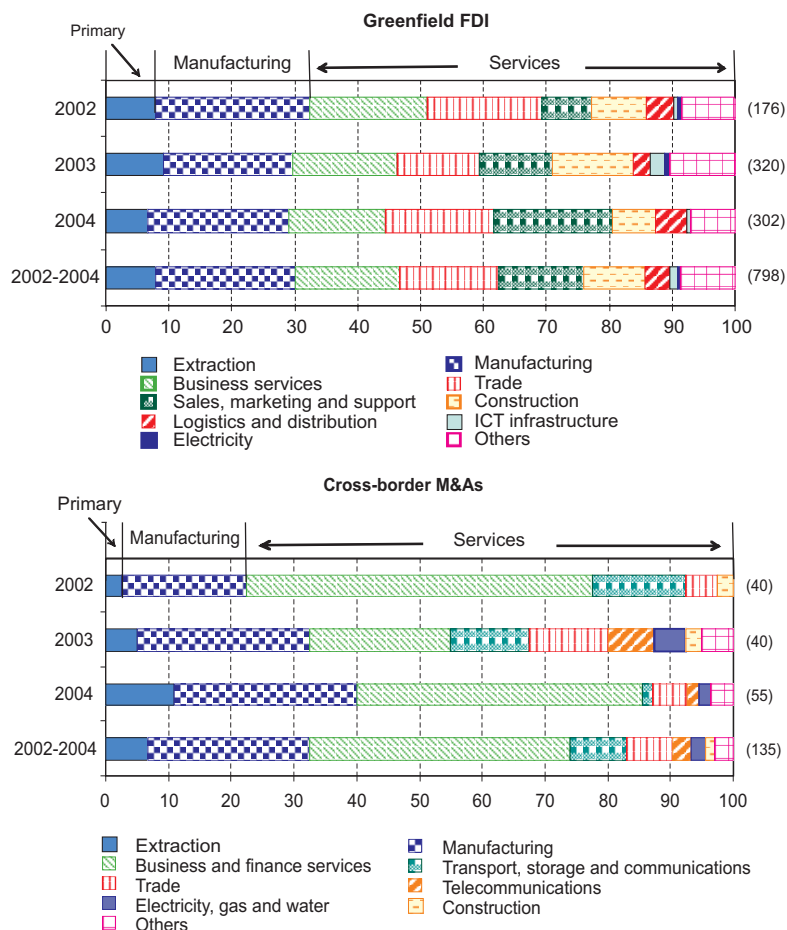 Greenfield FDI
Primary
Manufacturing
Services
2002
(176)
2003
(320)
2004
(302)
2002-2004
(798)
0 10 20 30 40 50 60 70 80 90 100
Extraction
Manufacturing
Business services
Trade
Sales, marketing and support
Construction
Logistics and distribution
ICT infrastructure
Electricity
Others
Cross-border M&As
Primary
Manufacturing
Services
2002
(40)
2003
(40)
2004
(55)
2002-2004
(135)
0 10 20 30 40 50 60 70 80 90 100
Extraction
Manufacturing
Business and finance services
Transport, storage and communications
Trade
Telecommunications
Electricity, gas and water
Construction
Others